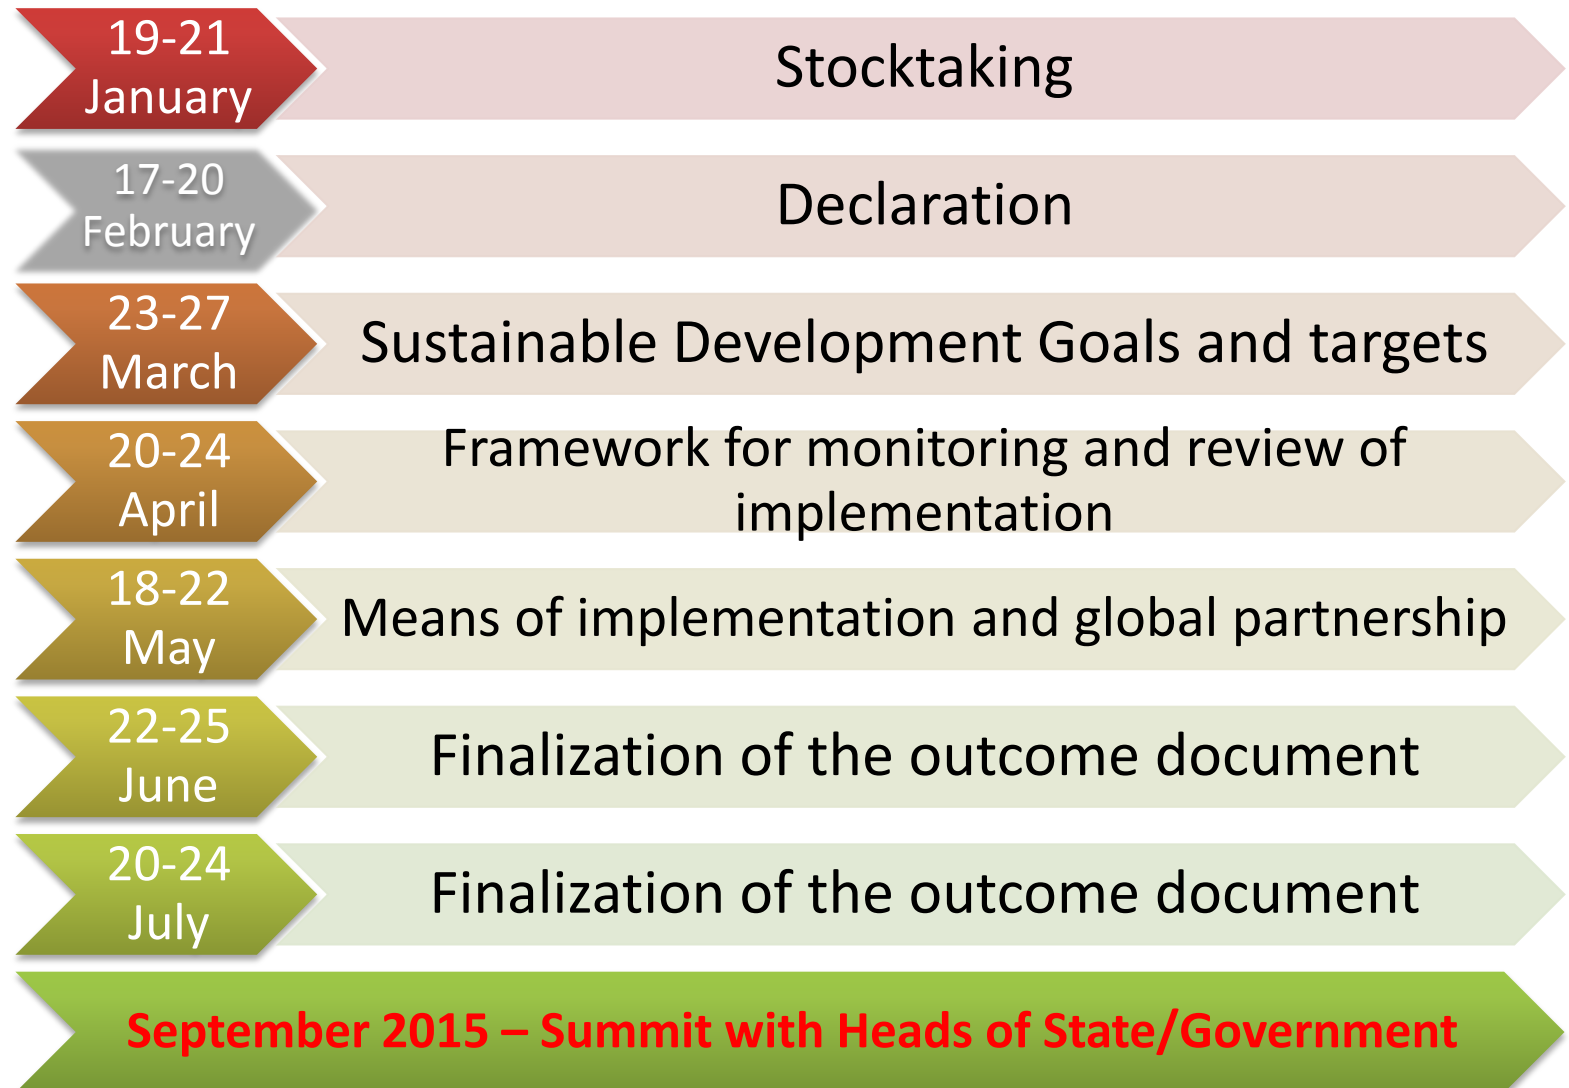 19-21
January
Stocktaking
17-20
February
Declaration
23-27
March
Sustainable Development Goals and targets
20-24
April
Framework for monitoring and review of
implementation
18-22
May
Means of implementation and global partnership
22-25
June
Finalization of the outcome document
20-24
July
Finalization of the outcome document
September 2015 – Summit with Heads of State/Government